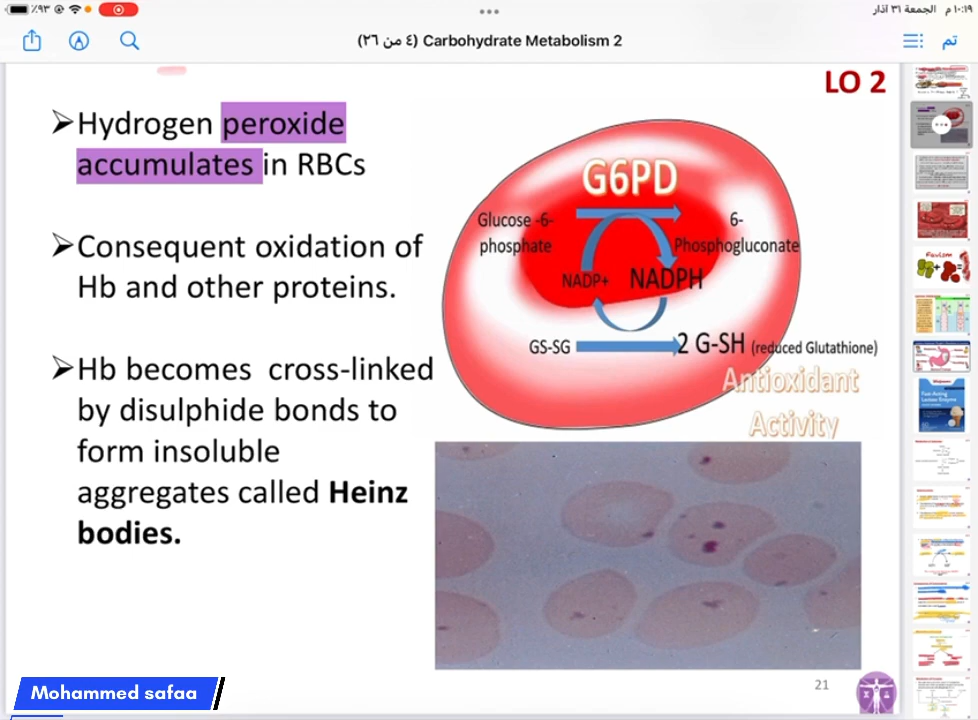 ٪٩٣
١٠:١٩ م الجمعة ٣١ آذار
Carbohydrate Metabolism 2 (٤ من ٢٦)
تم
LO 2
➤Hydrogen peroxide
accumulates in RBCs
➤Consequent oxidation of
Hb and other proteins.
➤Hb becomes cross-linked
by disulphide bonds to
form insoluble
aggregates called Heinz
bodies.
G6PD
Glucose -6-
phosphate
6-
Phosphogluconate
NADP+ NADPH
GS-SG 2 G-SH (reduced Glutathione)
Antioxidant
Activity
21
Mohammed safaa